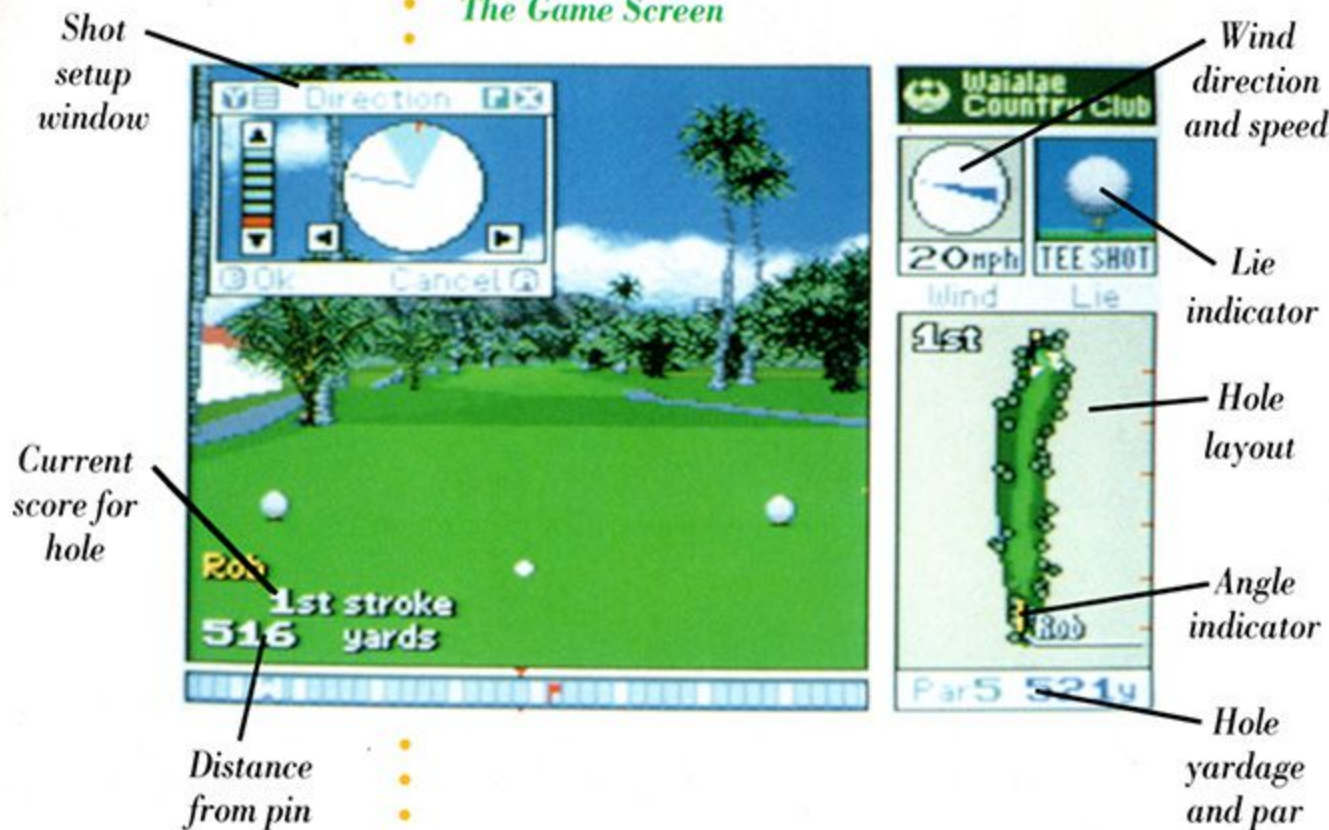 The Game Screen
Shot
setup
window
Wind
direction
and speed
Direction
Ok
Cancel
Waialae
Country Club
20mph
TEE SHOT
Wind
Lie
Lie
indicator
1st
Hole
layout
Current
score for
hole
Rob
1st stroke
516 yards
Rob
Angle
indicator
Par5 521y
Distance
from pin
Hole
yardage
and par